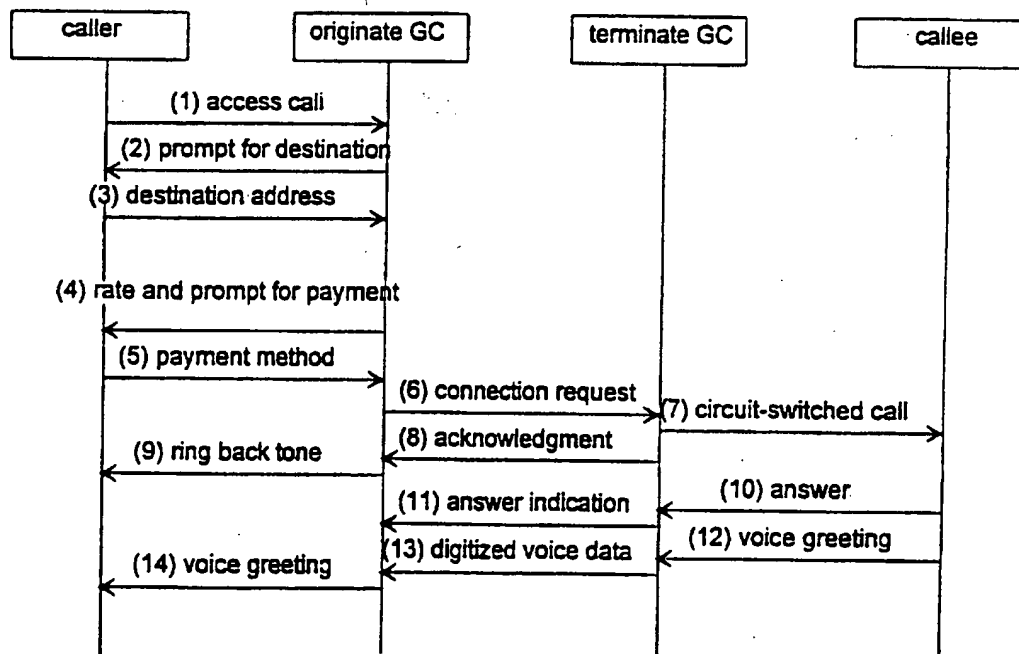 caller
originate GC
terminate GC
callee
(1) access call
(2) prompt for destination
(3) destination address
(4) rate and prompt for payment
(5) payment method
(6) connection request
(7) circuit-switched call
(8) acknowledgment
(9) ring back tone
(10) answer
(11) answer indication
(12) voice greeting
(13) digitized voice data
(14) voice greeting